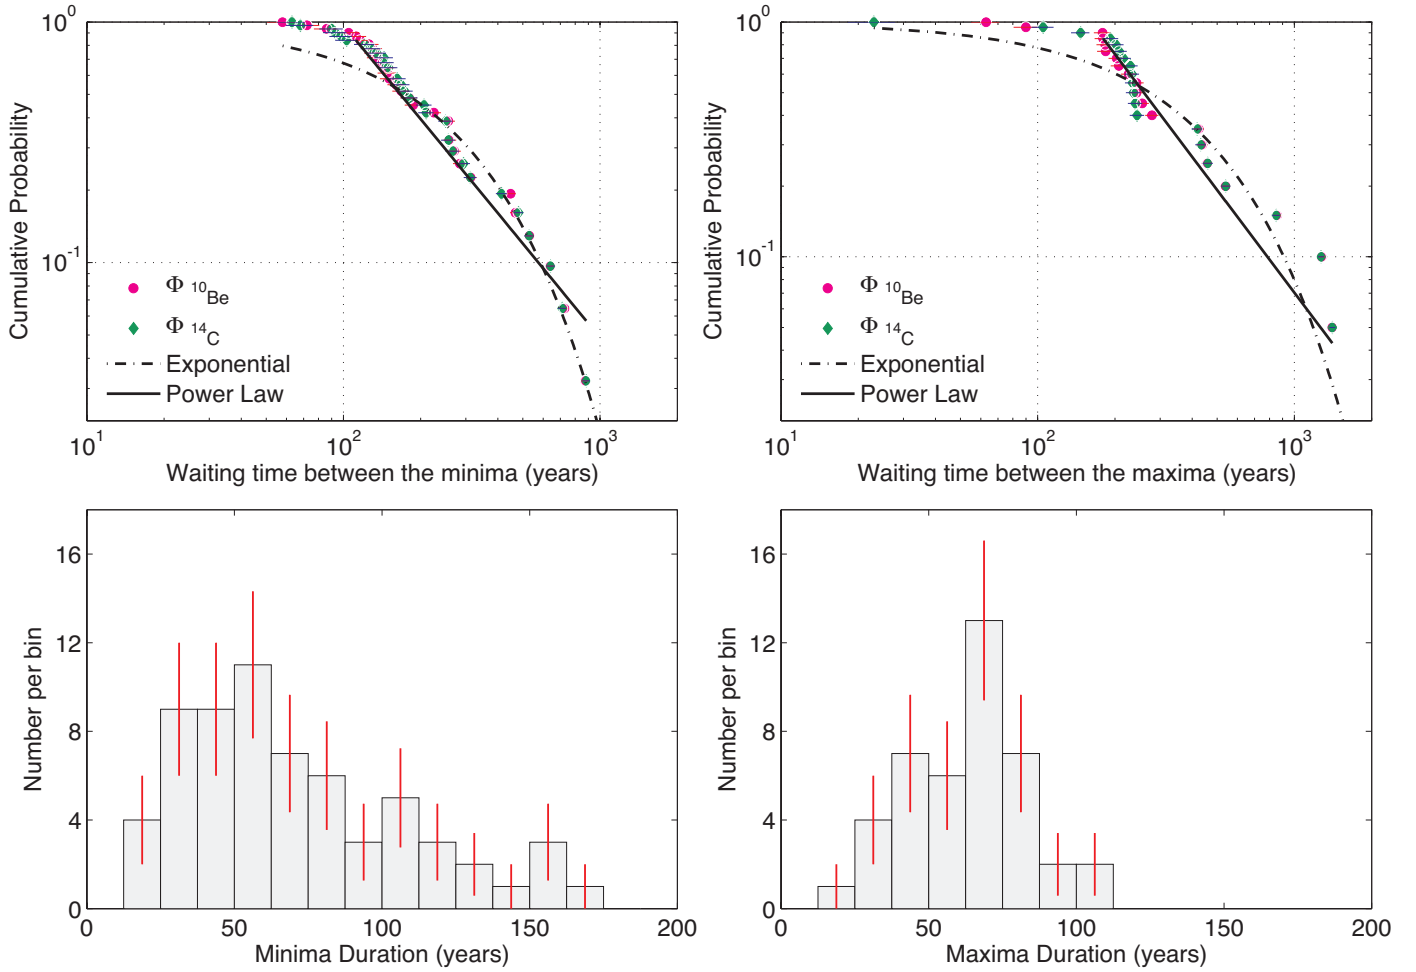 10^0
10^-1
Cumulative Probability
Φ ^10Be
Φ ^14C
Exponential
Power Law
10^1 10^2 10^3
Waiting time between the minima (years)
10^0
10^-1
Cumulative Probability
Φ ^10Be
Φ ^14C
Exponential
Power Law
10^1 10^2 10^3
Waiting time between the maxima (years)
16
12
8
4
0
Number per bin
0 50 100 150 200
Minima Duration (years)
16
12
8
4
0
Number per bin
0 50 100 150 200
Maxima Duration (years)